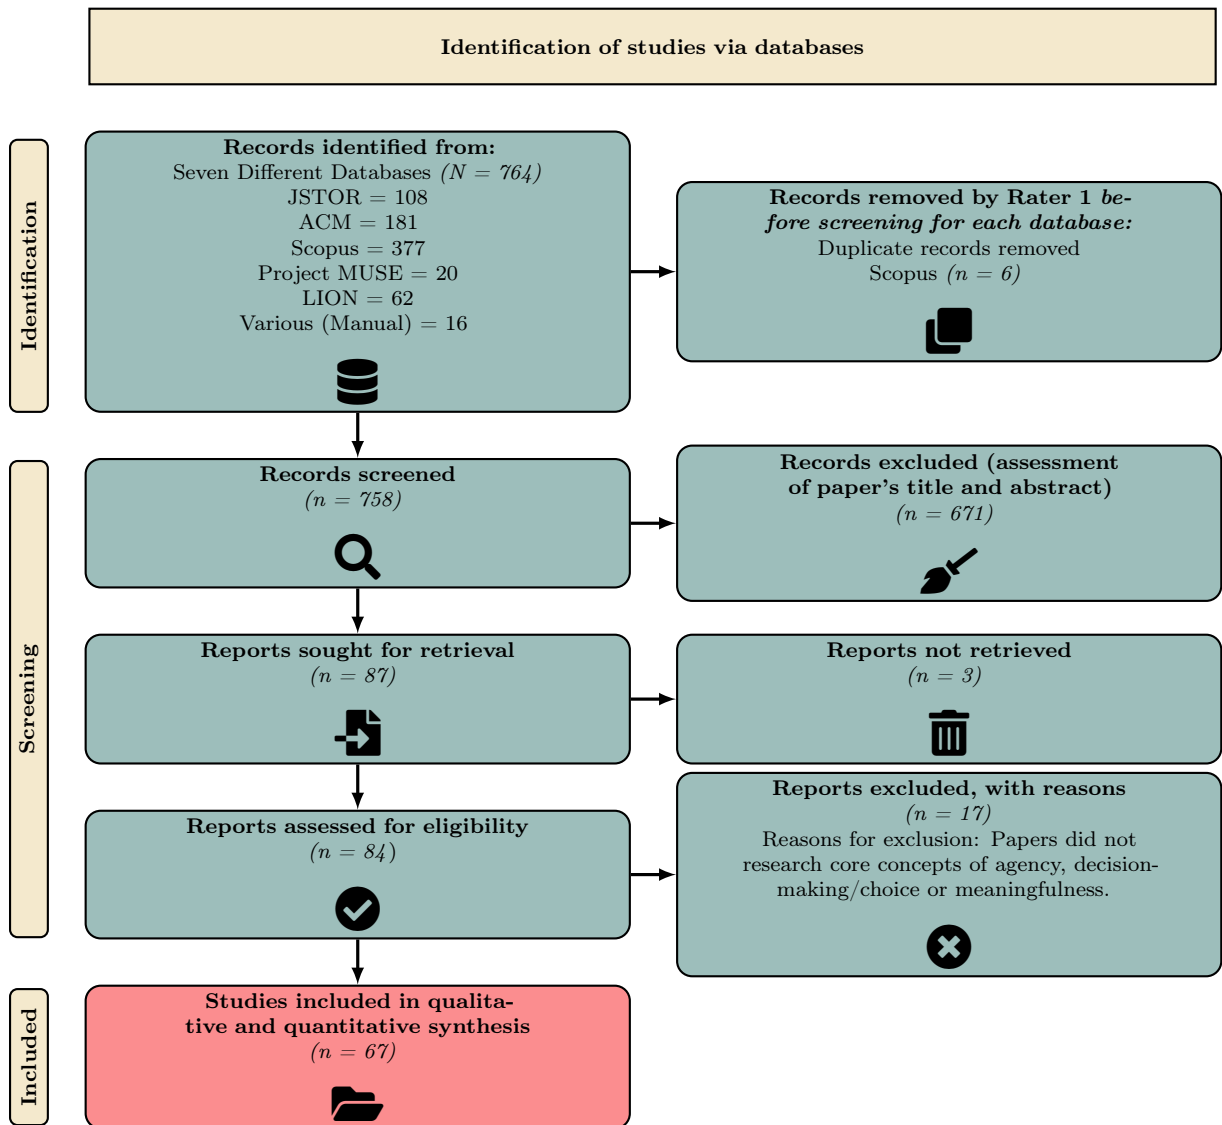 Identification of studies via databases
Identification
Records identified from:
Seven Different Databases (N = 764)
JSTOR = 108
ACM = 181
Scopus = 377
Project MUSE = 20
LION = 62
Various (Manual) = 16
Records removed by Rater 1 be-
fore screening for each database:
Duplicate records removed
Scopus (n = 6)
Screening
Records screened
(n = 758)
Records excluded (assessment
of paper's title and abstract)
(n = 671)
Reports sought for retrieval
(n = 87)
Reports not retrieved
(n = 3)
Reports assessed for eligibility
(n = 84)
Reports excluded, with reasons
(n = 17)
Reasons for exclusion: Papers did not
research core concepts of agency, decision-
making/choice or meaningfulness.
Included
Studies included in qualita-
tive and quantitative synthesis
(n = 67)